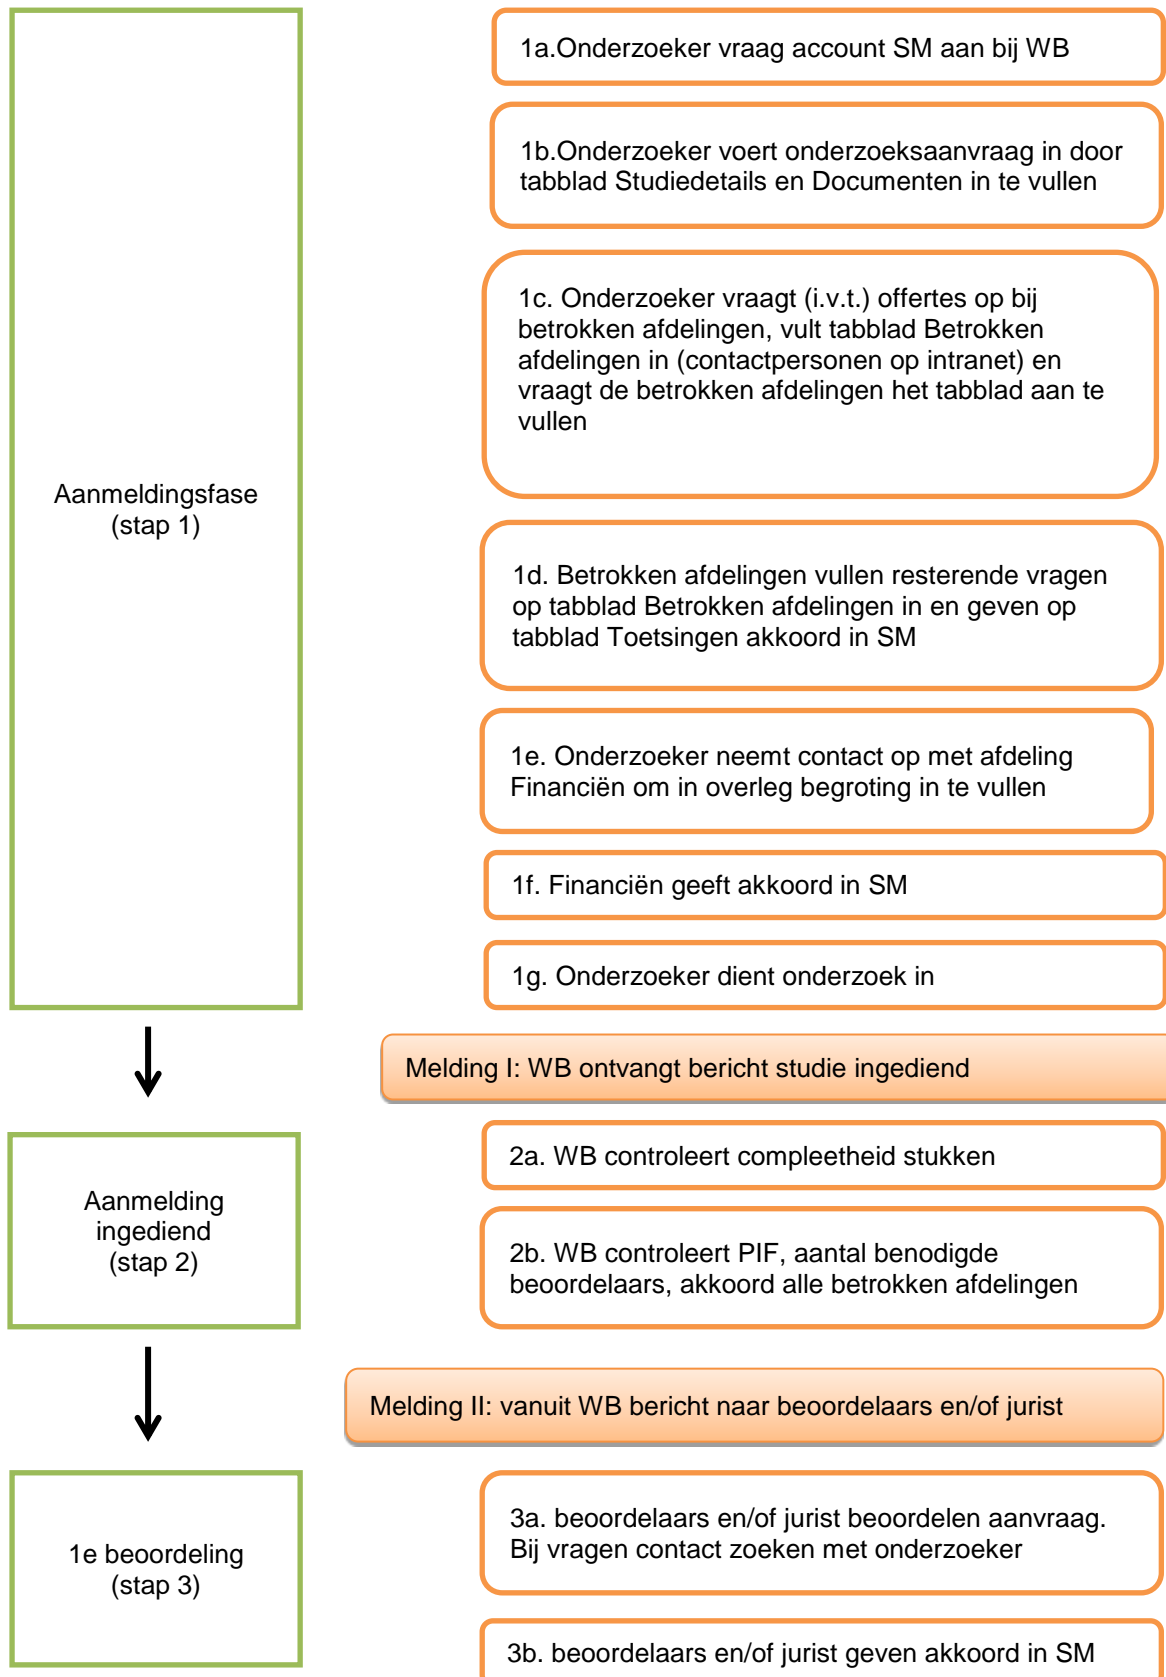 Aanmeldingsfase
(stap 1)
1a.Onderzoeker vraag account SM aan bij WB
1b.Onderzoeker voert onderzoeksaanvraag in door
tabblad Studiedetails en Documenten in te vullen
1c. Onderzoeker vraagt (i.v.t.) offertes op bij
betrokken afdelingen, vult tabblad Betrokken
afdelingen in (contactpersonen op intranet) en
vraagt de betrokken afdelingen het tabblad aan te
vullen
1d. Betrokken afdelingen vullen resterende vragen
op tabblad Betrokken afdelingen in en geven op
tabblad Toetsingen akkoord in SM
1e. Onderzoeker neemt contact op met afdeling
Financiën om in overleg begroting in te vullen
1f. Financiën geeft akkoord in SM
1g. Onderzoeker dient onderzoek in
Melding I: WB ontvangt bericht studie ingediend
Aanmelding
ingediend
(stap 2)
2a. WB controleert compleetheid stukken
2b. WB controleert PIF, aantal benodigde
beoordelaars, akkoord alle betrokken afdelingen
Melding II: vanuit WB bericht naar beoordelaars en/of jurist
1e beoordeling
(stap 3)
3a. beoordelaars en/of jurist beoordelen aanvraag.
Bij vragen contact zoeken met onderzoeker
3b. beoordelaars en/of jurist geven akkoord in SM